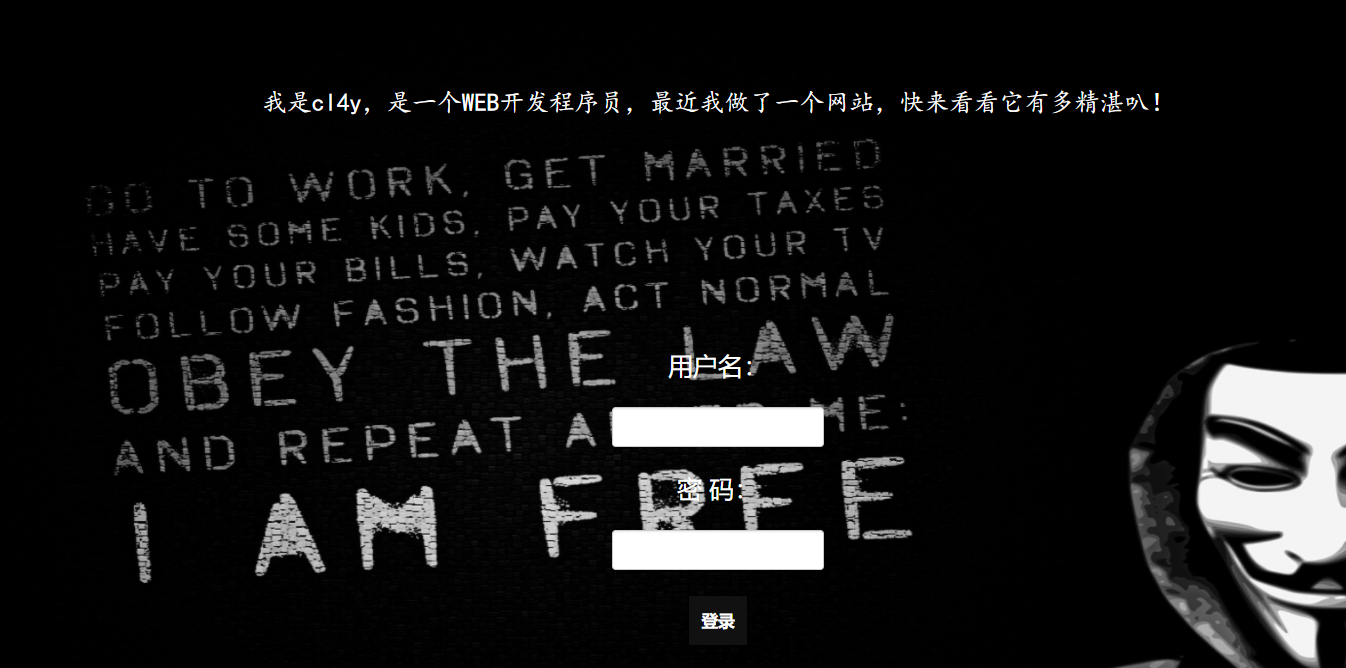 我是cl4y，是一个WEB开发程序员，最近我做了一个网站，快来看看它有多精湛叭！
GO TO WORK, GET MARRIED
HAVE SOME KIDS, PAY YOUR TAXES
PAY YOUR BILLS, WATCH YOUR TV
FOLLOW FASHION, ACT NORMAL
OBEY THE LAW
AND REPEAT ME:
I AM FREE
用户名：
密 码：
登录